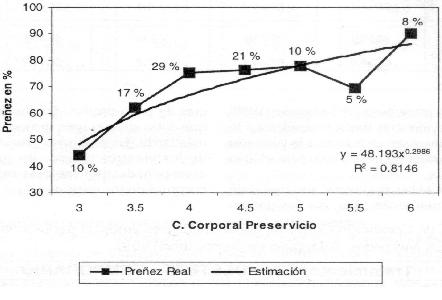 100
90
80
70
60
50
40
30
Preñez en %
10 %
17 %
29 %
21 %
10 %
5 %
8 %
y = 48.193x^0.2986
R² = 0.8146
3 3.5 4 4.5 5 5.5 6
C. Corporal Preservicio
Preñez Real Estimación